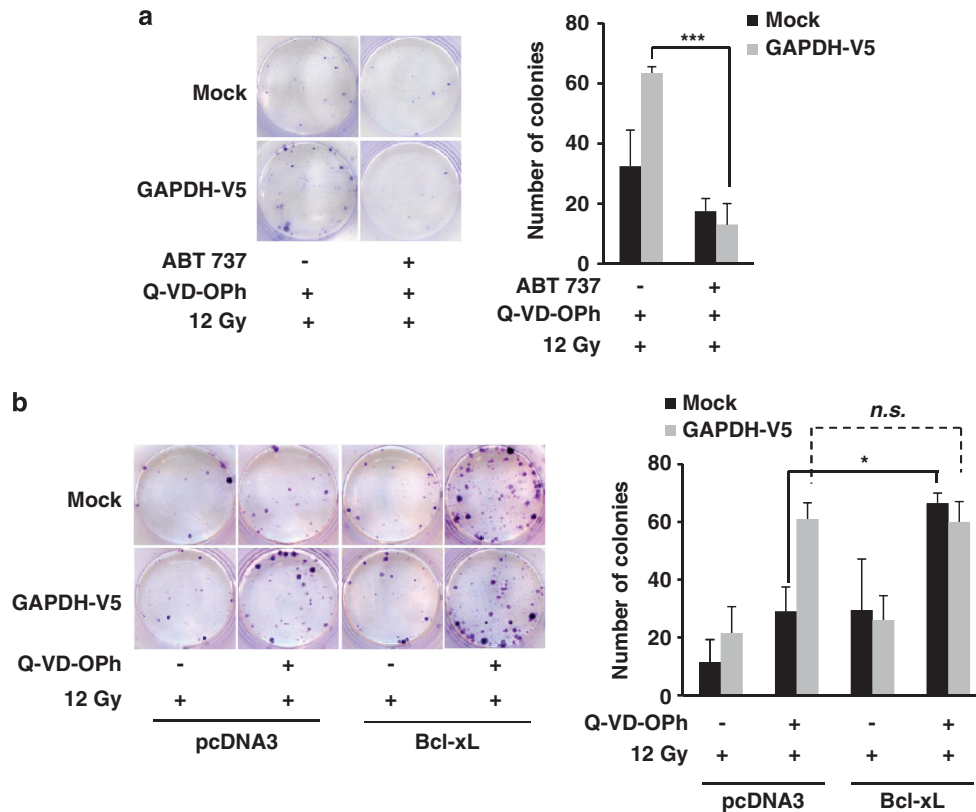 a
Mock
GAPDH-V5
ABT 737 - +
Q-VD-OPh + +
12 Gy + +
Mock
GAPDH-V5
***
Number of colonies
80
60
40
20
0
ABT 737 - +
Q-VD-OPh + +
12 Gy + +
b
Mock
GAPDH-V5
Q-VD-OPh - + - +
12 Gy + + + +
pcDNA3 Bcl-xL
Mock
GAPDH-V5
n.s.
*
Number of colonies
80
60
40
20
0
Q-VD-OPh - + - +
12 Gy + + + +
pcDNA3 Bcl-xL